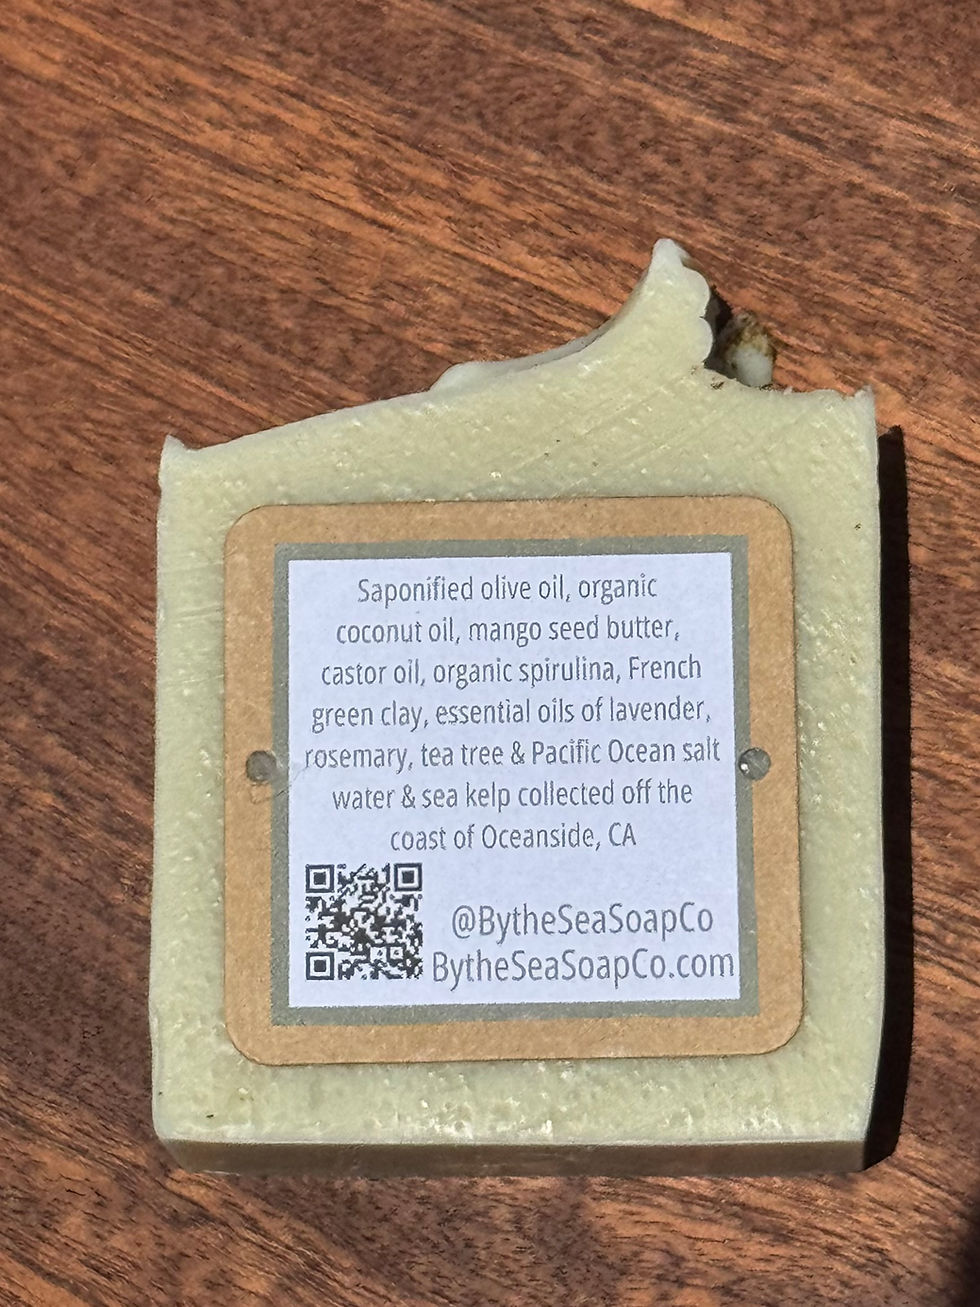 Saponified olive oil, organic
coconut oil, mango seed butter,
castor oil, organic spirulina, French
green clay, essential oils of lavender,
rosemary, tea tree & Pacific Ocean salt
water & sea kelp collected off the
coast of Oceanside, CA
@BytheSeaSoapCo
BytheSeaSoapCo.com